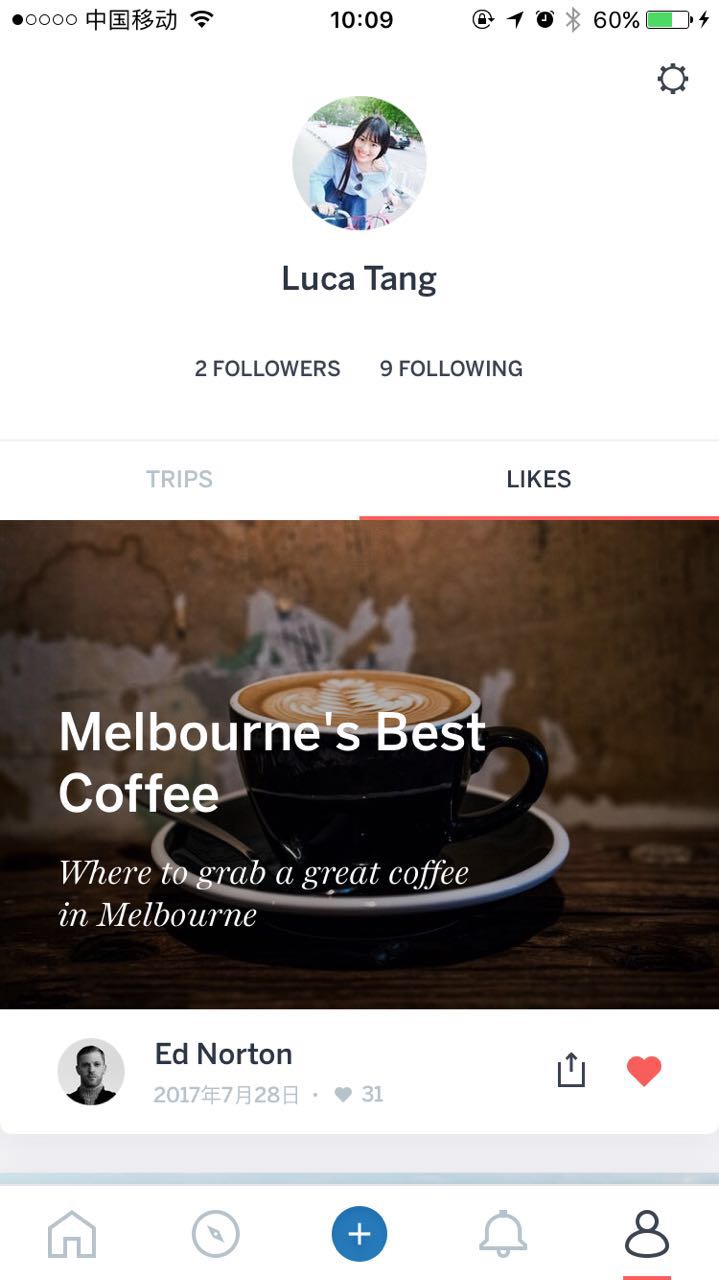 中国移动 10:09 60%
Luca Tang
2 FOLLOWERS 9 FOLLOWING
TRIPS LIKES
Melbourne's Best
Coffee
Where to grab a great coffee
in Melbourne
Ed Norton
2017年7月28日 · 31